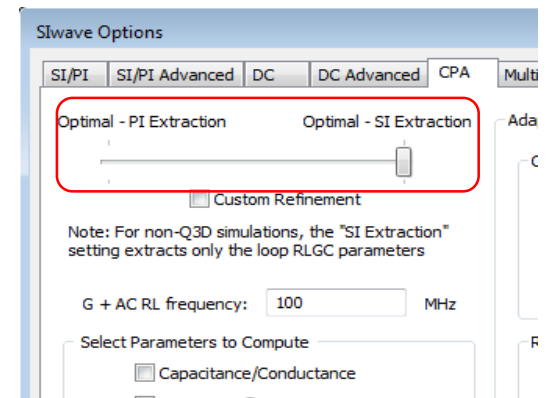 SIwave Options
SI/PI SI/PI Advanced DC DC Advanced CPA Multi
Optimal - PI Extraction Optimal - SI Extraction Ada
Custom Refinement
Note: For non-Q3D simulations, the "SI Extraction"
setting extracts only the loop RLGC parameters
G + AC RL frequency: 100 MHz
Select Parameters to Compute
Capacitance/Conductance